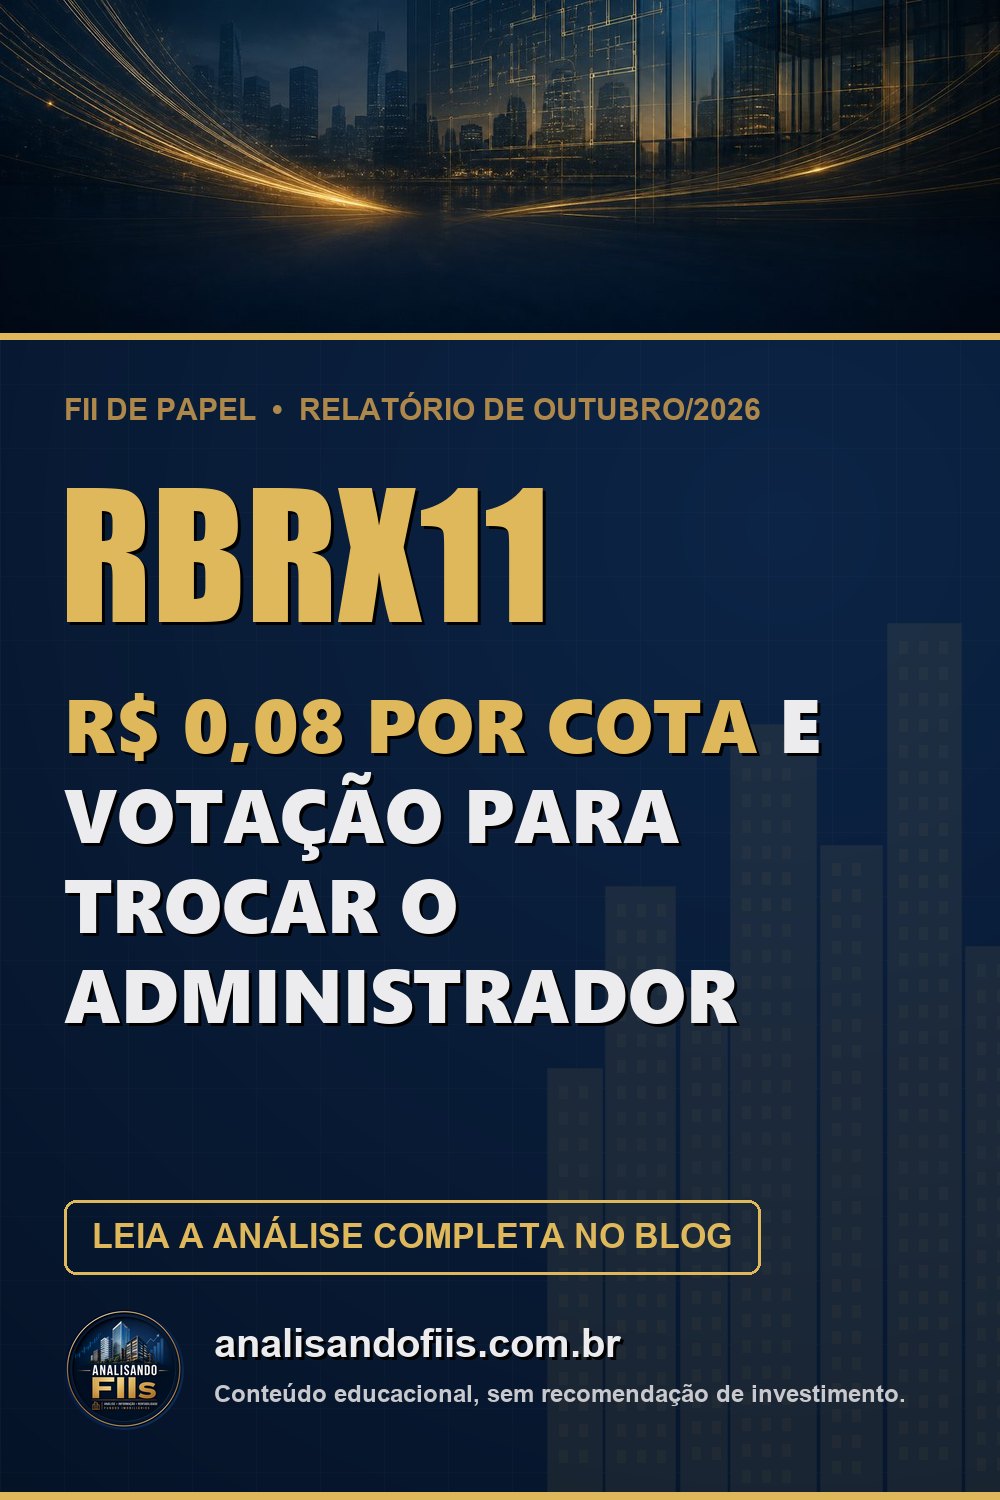 FII DE PAPEL • RELATÓRIO DE OUTUBRO/2026
RBRX11
R$ 0,08 POR COTA E
VOTAÇÃO PARA
TROCAR O
ADMINISTRADOR
LEIA A ANÁLISE COMPLETA NO BLOG
ANALISANDO
FIIs
analisandofiis.com.br
Conteúdo educacional, sem recomendação de investimento.